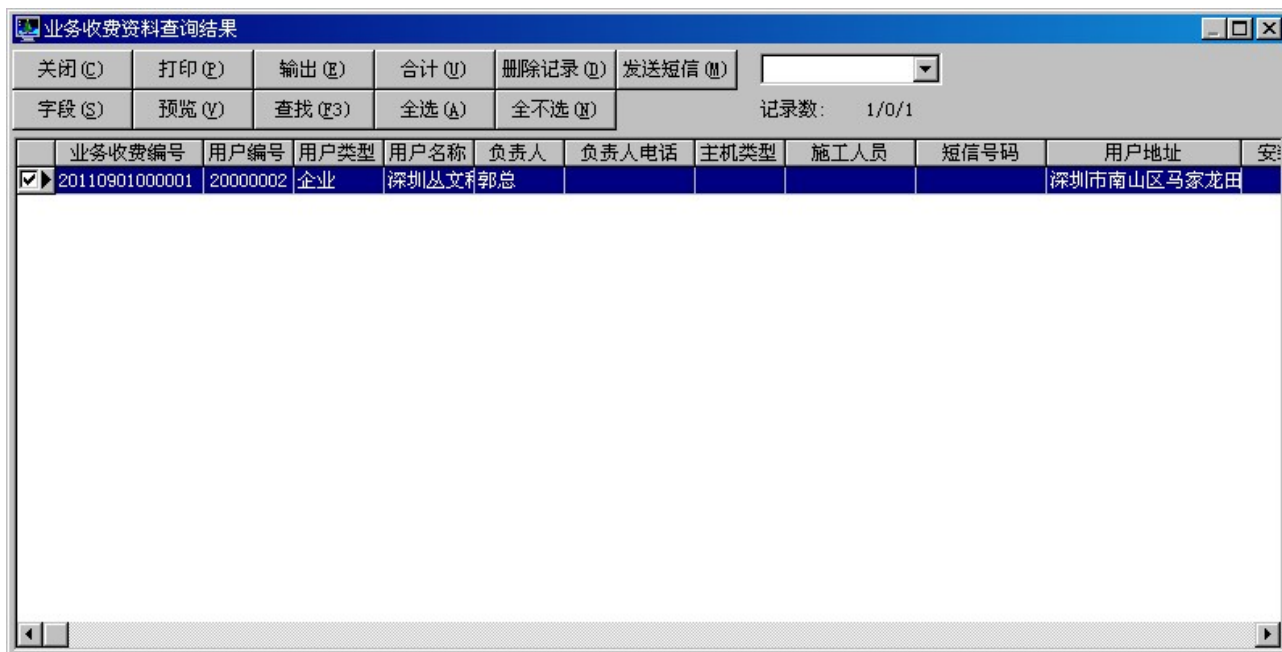 业务收费资料查询结果
关闭(C) 打印(P) 输出(E) 合计(U) 删除记录(D) 发送短信(M)
字段(S) 预览(V) 查找(F3) 全选(A) 全不选(N) 记录数: 1/0/1
业务收费编号 用户编号 用户类型 用户名称 负责人 负责人电话 主机类型 施工人员 短信号码 用户地址 安
20110901000001 20000002 企业 深圳丛文 郭总 深圳市南山区马家龙田